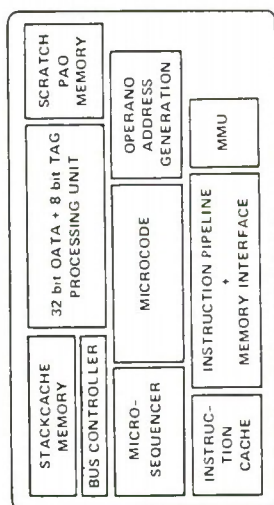 STACKCACHE
MEMORY
32 bit OATA + 8 bit TAG
PROCESSING UNIT
SCRATCH
PAO
MEMORY
BUS CONTROLLER
MICRO-
SEQUENCER
MICROCODE
OPERANO
ADDRESS
GENERATION
INSTRUC-
TION
CACHE
INSTRUCTION PIPELINE
+
MEMORY INTERFACE
MMU